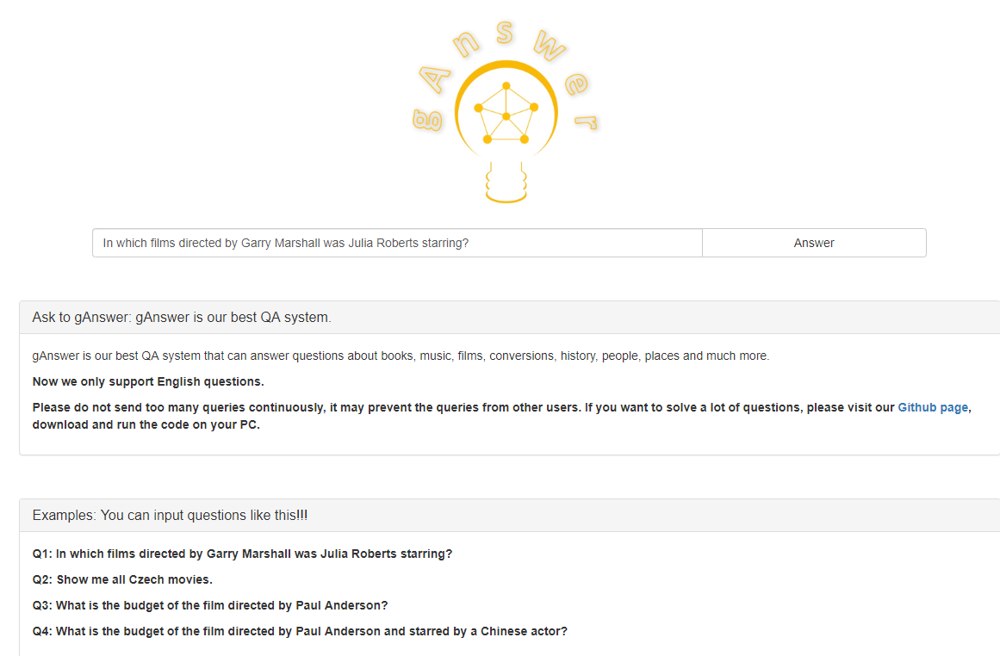 gAnswer
In which films directed by Garry Marshall was Julia Roberts starring?
Answer
Ask to gAnswer: gAnswer is our best QA system.
gAnswer is our best QA system that can answer questions about books, music, films, conversions, history, people, places and much more.
Now we only support English questions.
Please do not send too many queries continuously, it may prevent the queries from other users. If you want to solve a lot of questions, please visit our Github page,
download and run the code on your PC.
Examples: You can input questions like this!!!
Q1: In which films directed by Garry Marshall was Julia Roberts starring?
Q2: Show me all Czech movies.
Q3: What is the budget of the film directed by Paul Anderson?
Q4: What is the budget of the film directed by Paul Anderson and starred by a Chinese actor?